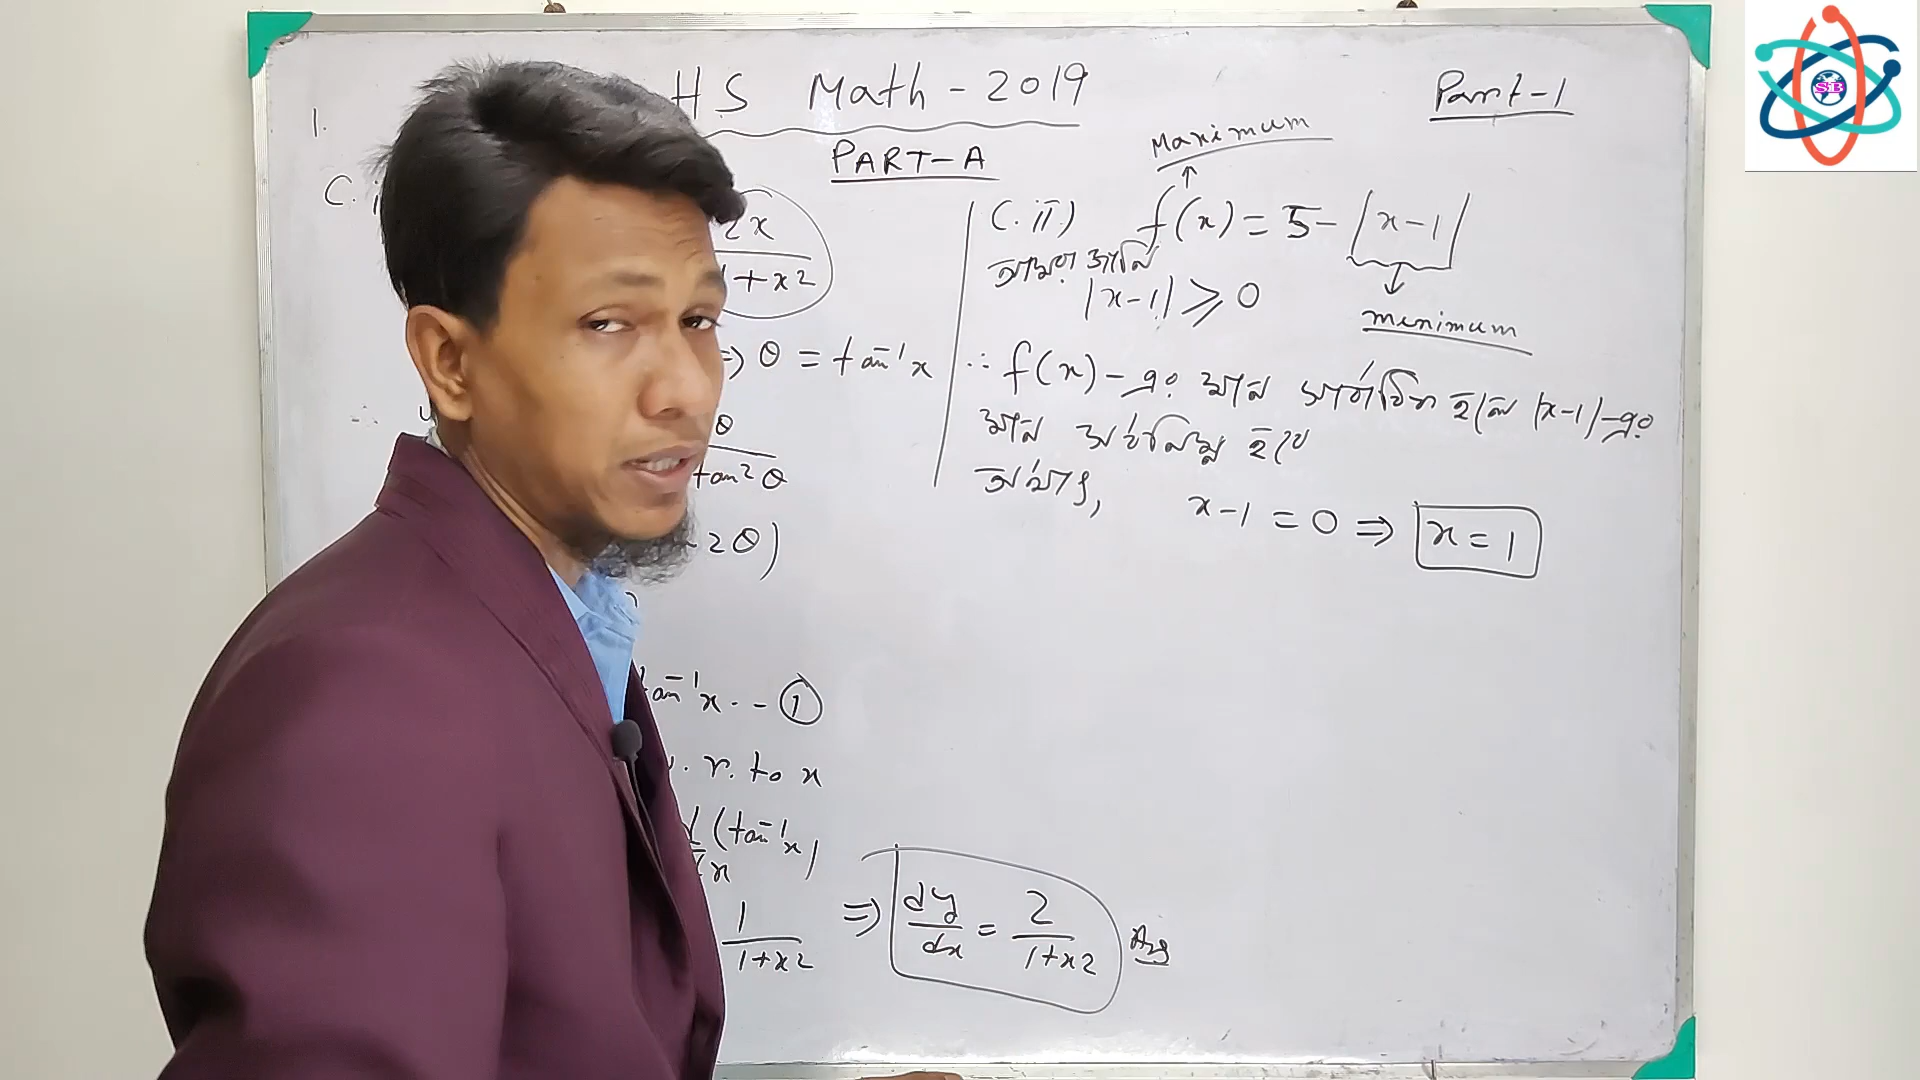 HS Math - 2019
Part-1
PART-A
1.
C. i
2x
1+x2
⇒ θ = tan⁻¹x
θ
tan2θ
2θ)
tan⁻¹x -- ①
r. to x
(tan⁻¹x)
dx
1
1+x2
⇒ dy/dx = 2/1+x2 Ans
Maximum
↑
C. ii) f(x) = 5 - |x-1|
আমরা জানি
|x-1| ⩾ 0
↓
minimum
∴ f(x)-এর মান সর্বোচ্চ হলে |x-1|-এর
মান সর্বনিম্ন হবে
অর্থাৎ, x-1 = 0 ⇒ x = 1
SB